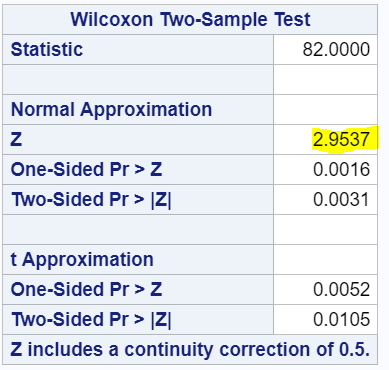 Wilcoxon Two-Sample Test
Statistic 82.0000
Normal Approximation
Z 2.9537
One-Sided Pr > Z 0.0016
Two-Sided Pr > |Z| 0.0031
t Approximation
One-Sided Pr > Z 0.0052
Two-Sided Pr > |Z| 0.0105
Z includes a continuity correction of 0.5.